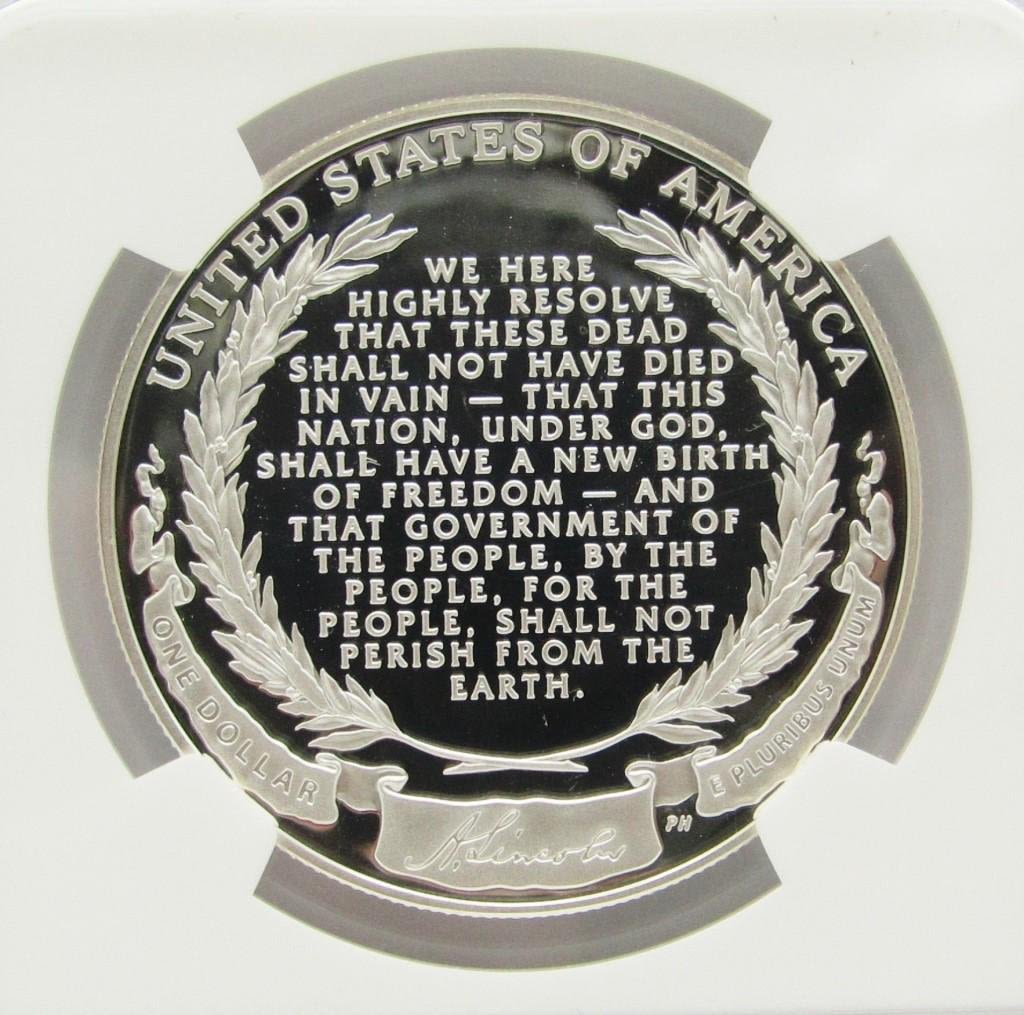 UNITED STATES OF AMERICA
WE HERE
HIGHLY RESOLVE
THAT THESE DEAD
SHALL NOT HAVE DIED
IN VAIN — THAT THIS
NATION, UNDER GOD,
SHALL HAVE A NEW BIRTH
OF FREEDOM — AND
THAT GOVERNMENT OF
THE PEOPLE, BY THE
PEOPLE, FOR THE
PEOPLE, SHALL NOT
PERISH FROM THE
EARTH.
ONE DOLLAR
A. Lincoln
PH
E PLURIBUS UNUM